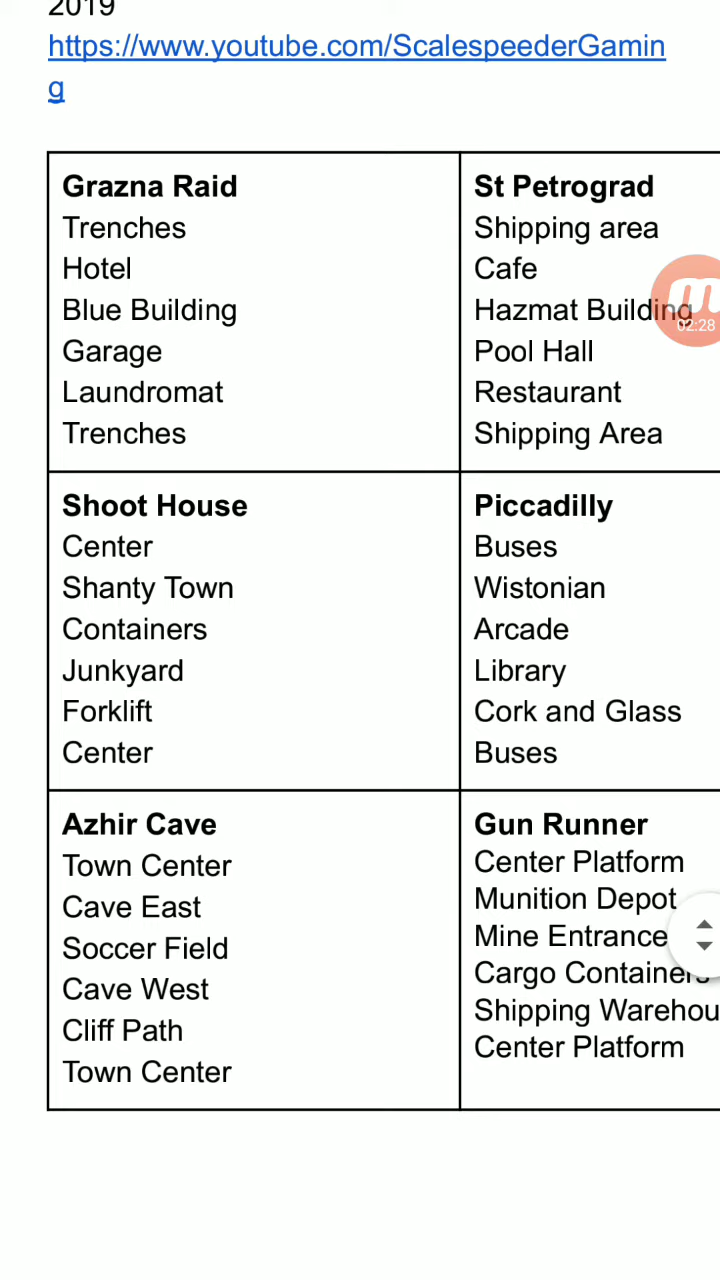 2019
https://www.youtube.com/ScalespeederGamin
g
Grazna Raid
Trenches
Hotel
Blue Building
Garage
Laundromat
Trenches
St Petrograd
Shipping area
Cafe
Hazmat Building
Pool Hall
Restaurant
Shipping Area
02:28
Shoot House
Center
Shanty Town
Containers
Junkyard
Forklift
Center
Piccadilly
Buses
Wistonian
Arcade
Library
Cork and Glass
Buses
Azhir Cave
Town Center
Cave East
Soccer Field
Cave West
Cliff Path
Town Center
Gun Runner
Center Platform
Munition Depot
Mine Entrance
Cargo Containers
Shipping Warehou
Center Platform